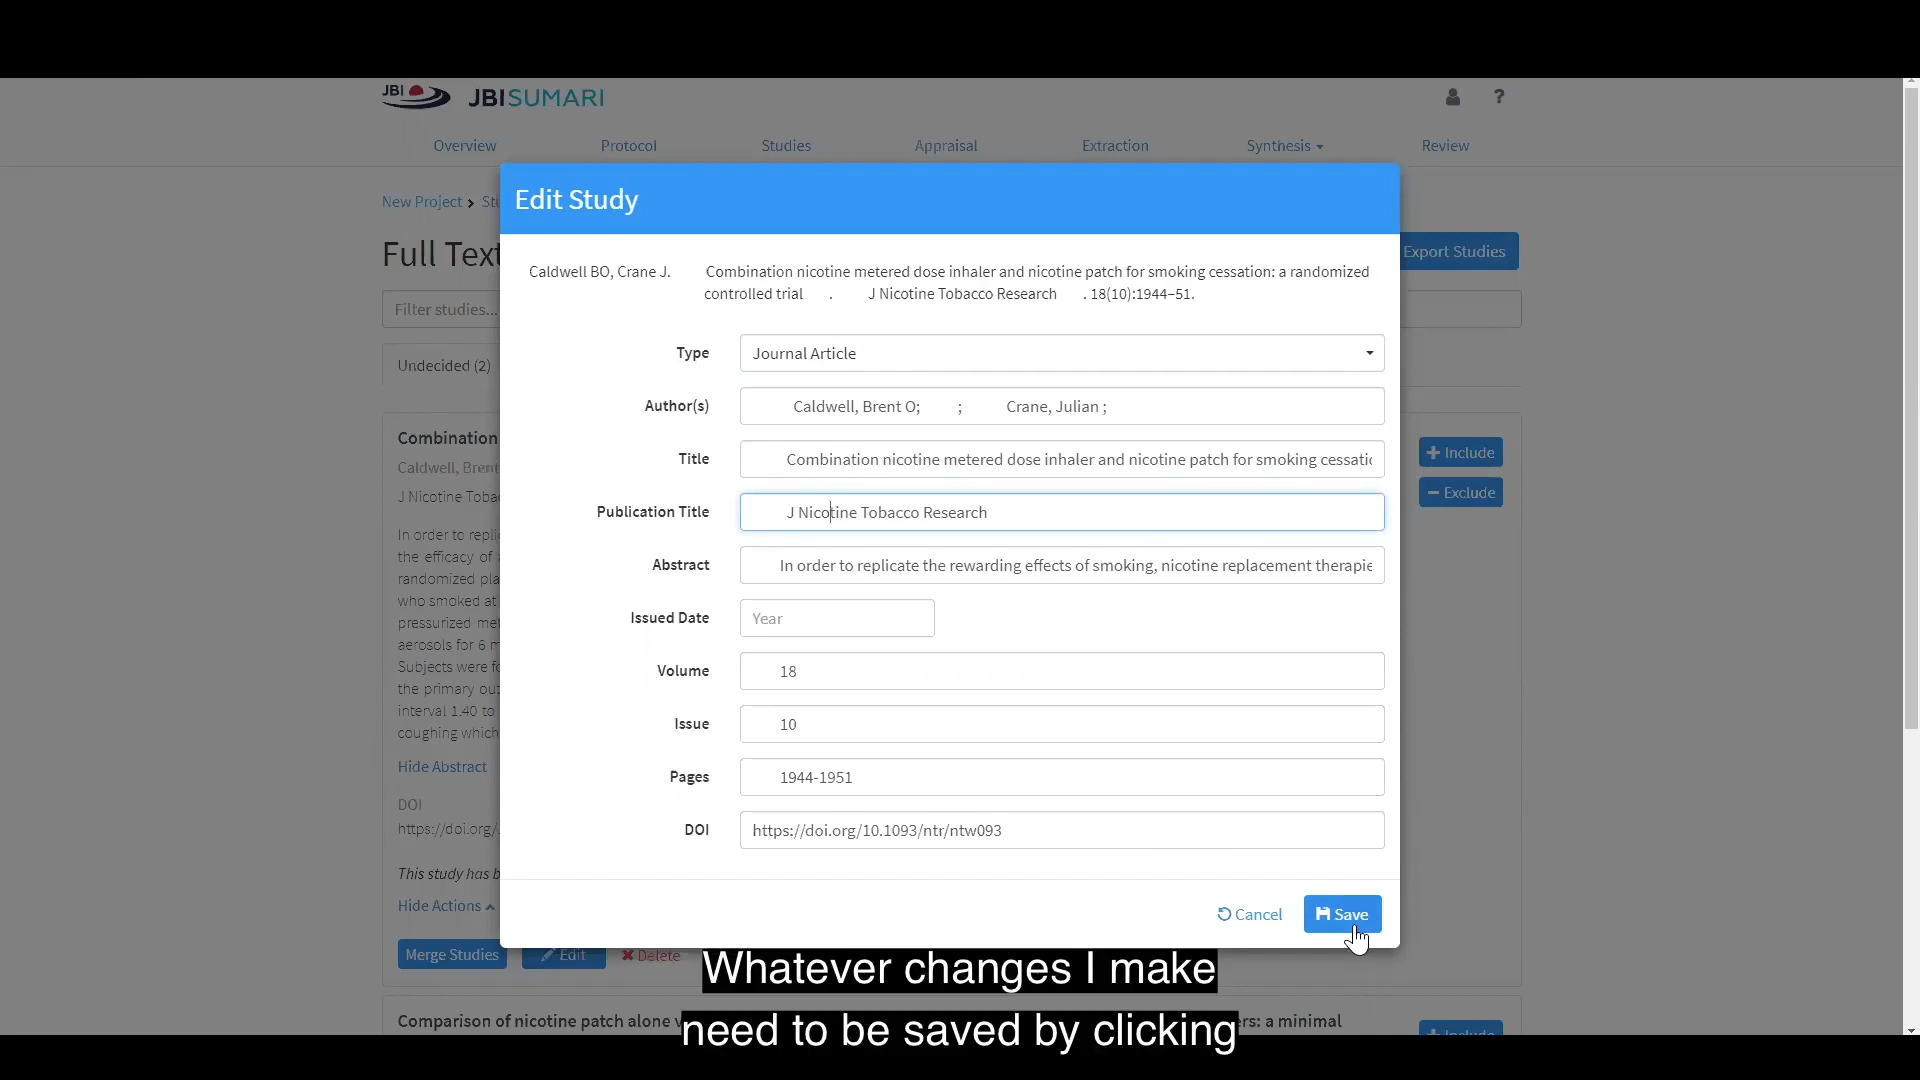 JBI JBISUMARI ?
Overview Protocol Studies Appraisal Extraction Synthesis Review
New Project
Full Text
Export Studies
Filter studies...
Undecided (2)
Combination
Caldwell, Brent
J Nicotine
In order to
the efficacy of
randomized
who smoked at
pressurized
aerosols for 6
Subjects were
the primary
interval 1.40 to
coughing which
Hide Abstract
DOI
https://doi.org/
This study has
Hide Actions
Merge Studies Edit Delete
Include
Exclude
Comparison of nicotine patch alone
: a minimal
Include
Edit Study
Caldwell BO, Crane J. Combination nicotine metered dose inhaler and nicotine patch for smoking cessation: a randomized
controlled trial . J Nicotine Tobacco Research . 18(10):1944–51.
Type Journal Article
Author(s) Caldwell, Brent O; ; Crane, Julian ;
Title Combination nicotine metered dose inhaler and nicotine patch for smoking cessatic
Publication Title J Nicotine Tobacco Research
Abstract In order to replicate the rewarding effects of smoking, nicotine replacement therapie
Issued Date Year
Volume 18
Issue 10
Pages 1944-1951
DOI https://doi.org/10.1093/ntr/ntw093
Cancel Save
Whatever changes I make
need to be saved by clicking